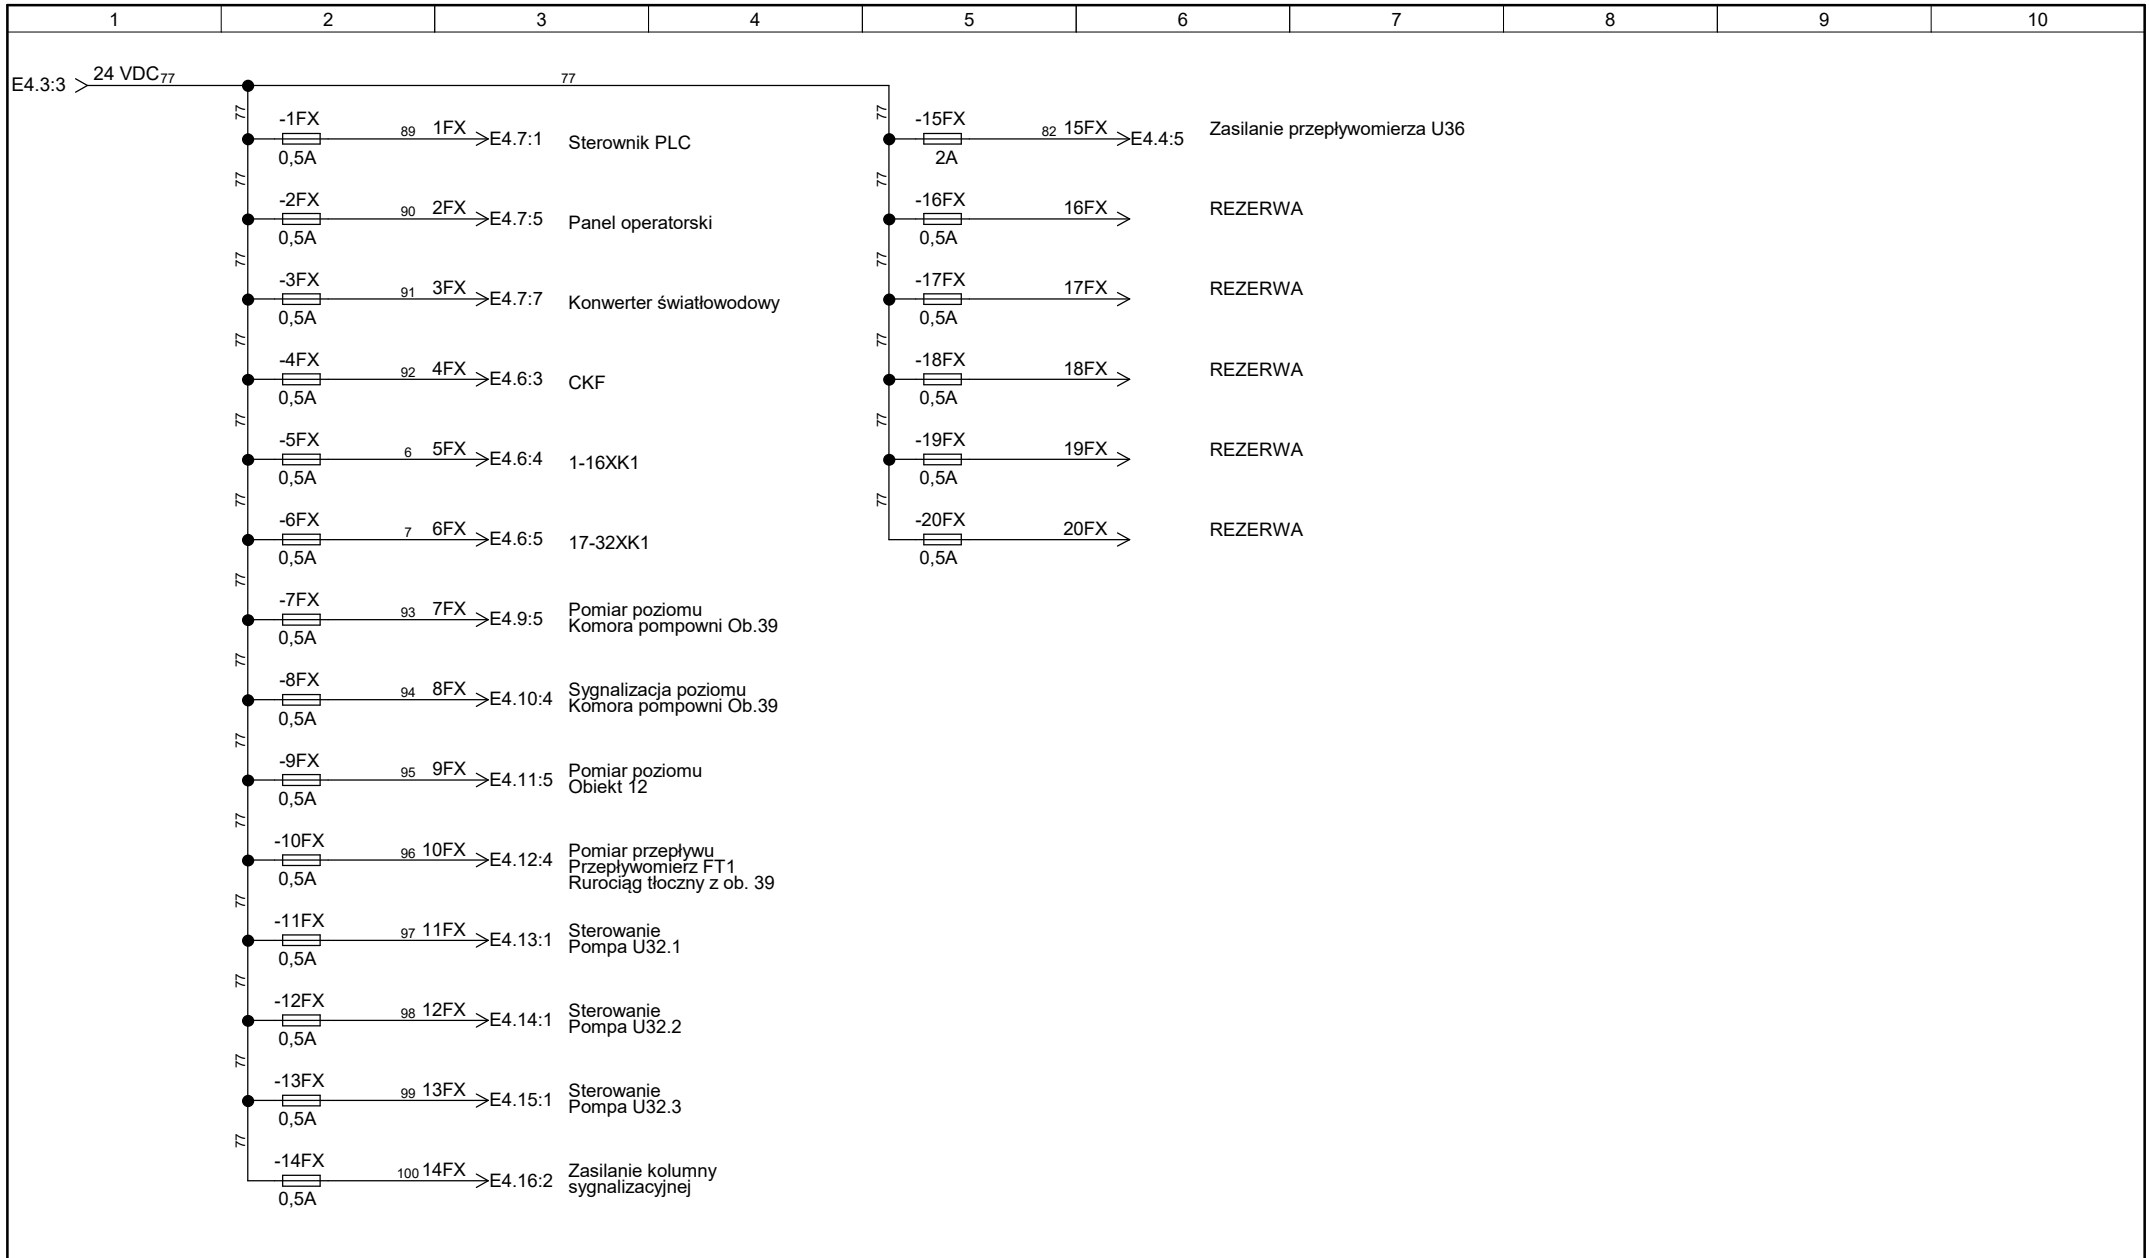 1 2 3 4 5 6 7 8 9 10
E4.3:3 24 VDC 77 77
77 77
-1FX 89 1FX E4.7:1 Sterownik PLC
0,5A
77
-2FX 90 2FX E4.7:5 Panel operatorski
0,5A
77
-3FX 91 3FX E4.7:7 Konwerter światłowodowy
0,5A
77
-4FX 92 4FX E4.6:3 CKF
0,5A
77
-5FX 6 5FX E4.6:4 1-16XK1
0,5A
77
-6FX 7 6FX E4.6:5 17-32XK1
0,5A
77
-7FX 93 7FX E4.9:5 Pomiar poziomu
Komora pompowni Ob.39
0,5A
77
-8FX 94 8FX E4.10:4 Sygnalizacja poziomu
Komora pompowni Ob.39
0,5A
77
-9FX 95 9FX E4.11:5 Pomiar poziomu
Obiekt 12
0,5A
77
-10FX 96 10FX E4.12:4 Pomiar przepływu
Przepływomierz FT1
Rurociąg tłoczny z ob. 39
0,5A
77
-11FX 97 11FX E4.13:1 Sterowanie
Pompa U32.1
0,5A
77
-12FX 98 12FX E4.14:1 Sterowanie
Pompa U32.2
0,5A
77
-13FX 99 13FX E4.15:1 Sterowanie
Pompa U32.3
0,5A
77
-14FX 100 14FX E4.16:2 Zasilanie kolumny
sygnalizacyjnej
0,5A
-15FX 82 15FX E4.4:5 Zasilanie przepływomierza U36
2A
77
-16FX 16FX REZERWA
0,5A
77
-17FX 17FX REZERWA
0,5A
77
-18FX 18FX REZERWA
0,5A
77
-19FX 19FX REZERWA
0,5A
77
-20FX 20FX REZERWA
0,5A